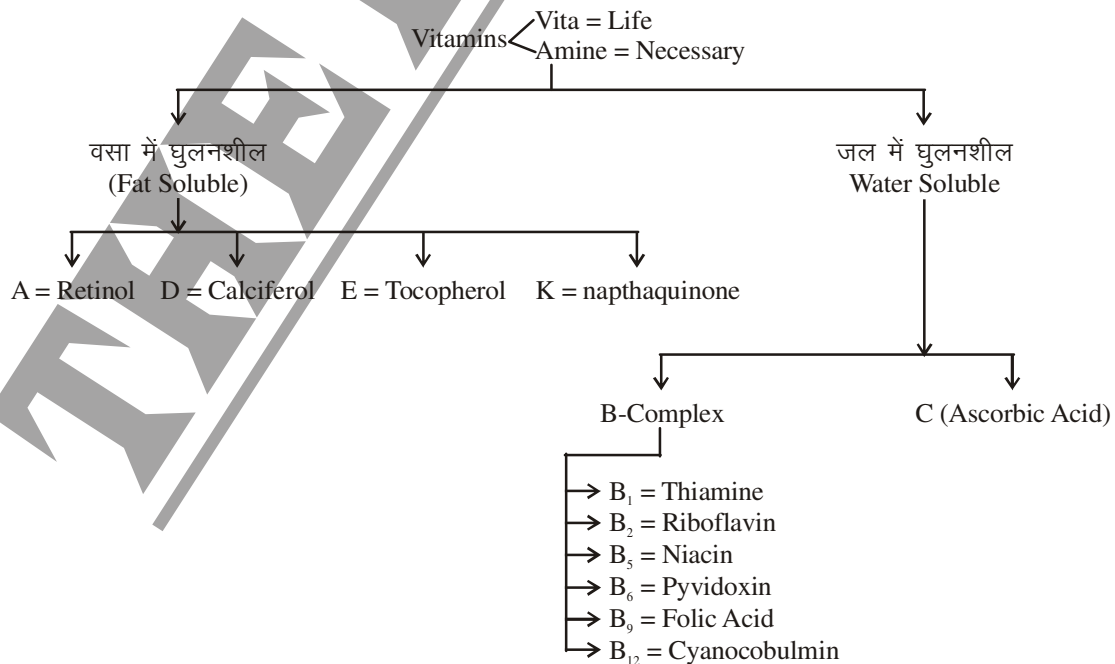 Vitamins
Vita = Life
Amine = Necessary
वसा में घुलनशील
(Fat Soluble)
जल में घुलनशील
Water Soluble
A = Retinol D = Calciferol E = Tocopherol K = napthaquinone
B-Complex
C (Ascorbic Acid)
B₁ = Thiamine
B₂ = Riboflavin
B₅ = Niacin
B₆ = Pyvidoxin
B₉ = Folic Acid
B₁₂ = Cyanocobulmin
THE